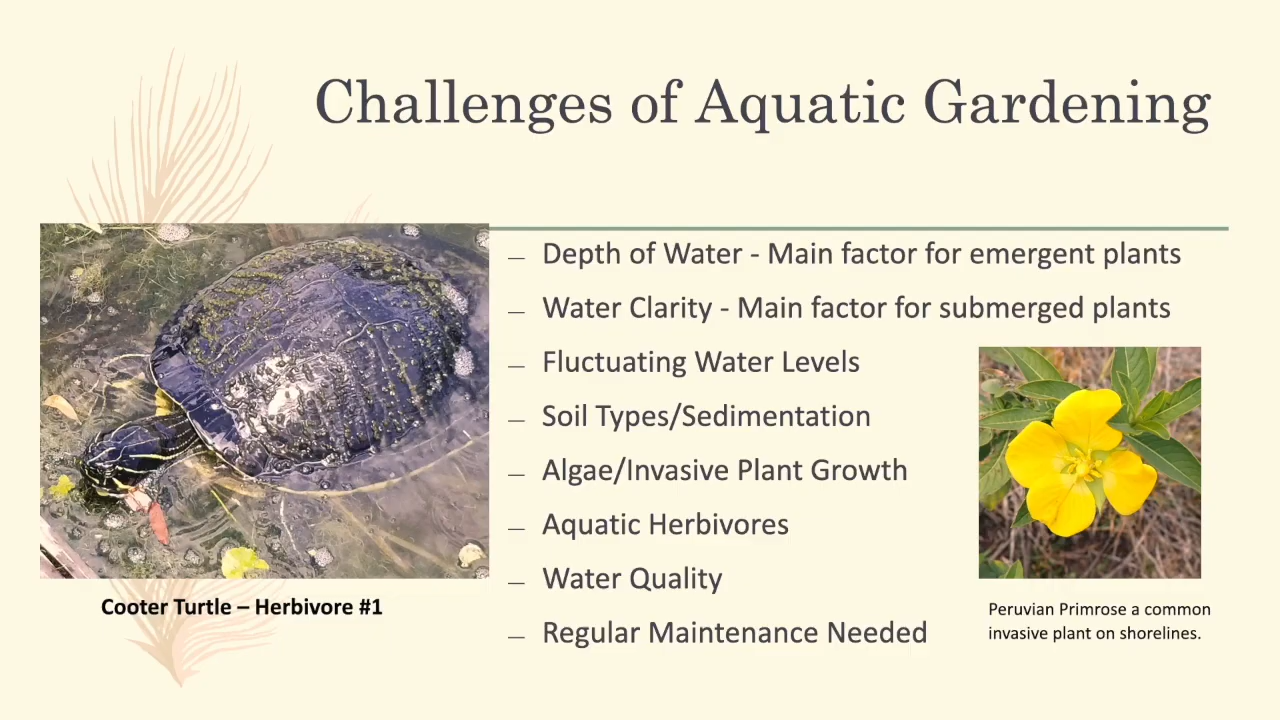 Challenges of Aquatic Gardening
— Depth of Water - Main factor for emergent plants
— Water Clarity - Main factor for submerged plants
— Fluctuating Water Levels
— Soil Types/Sedimentation
— Algae/Invasive Plant Growth
— Aquatic Herbivores
— Water Quality
— Regular Maintenance Needed
Cooter Turtle – Herbivore #1
Peruvian Primrose a common
invasive plant on shorelines.